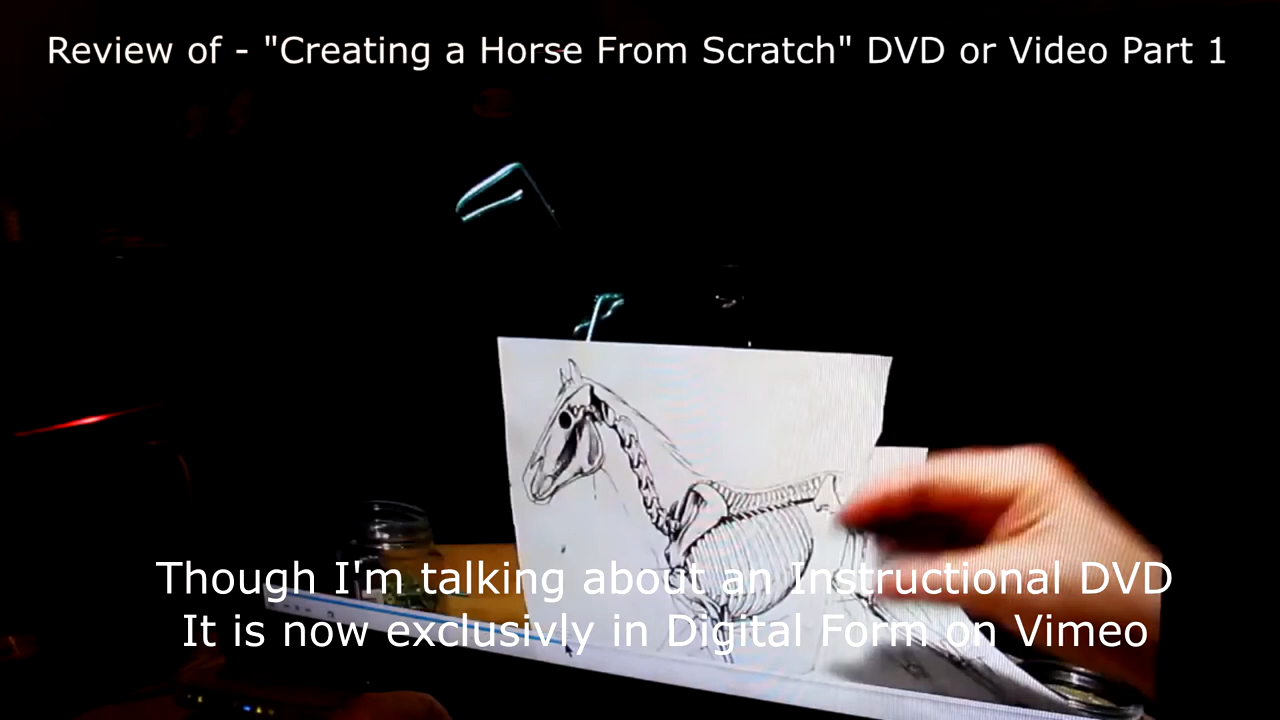 Review of - "Creating a Horse From Scratch" DVD or Video Part 1
Though I'm talking about an Instructional DVD
It is now exclusivly in Digital Form on Vimeo